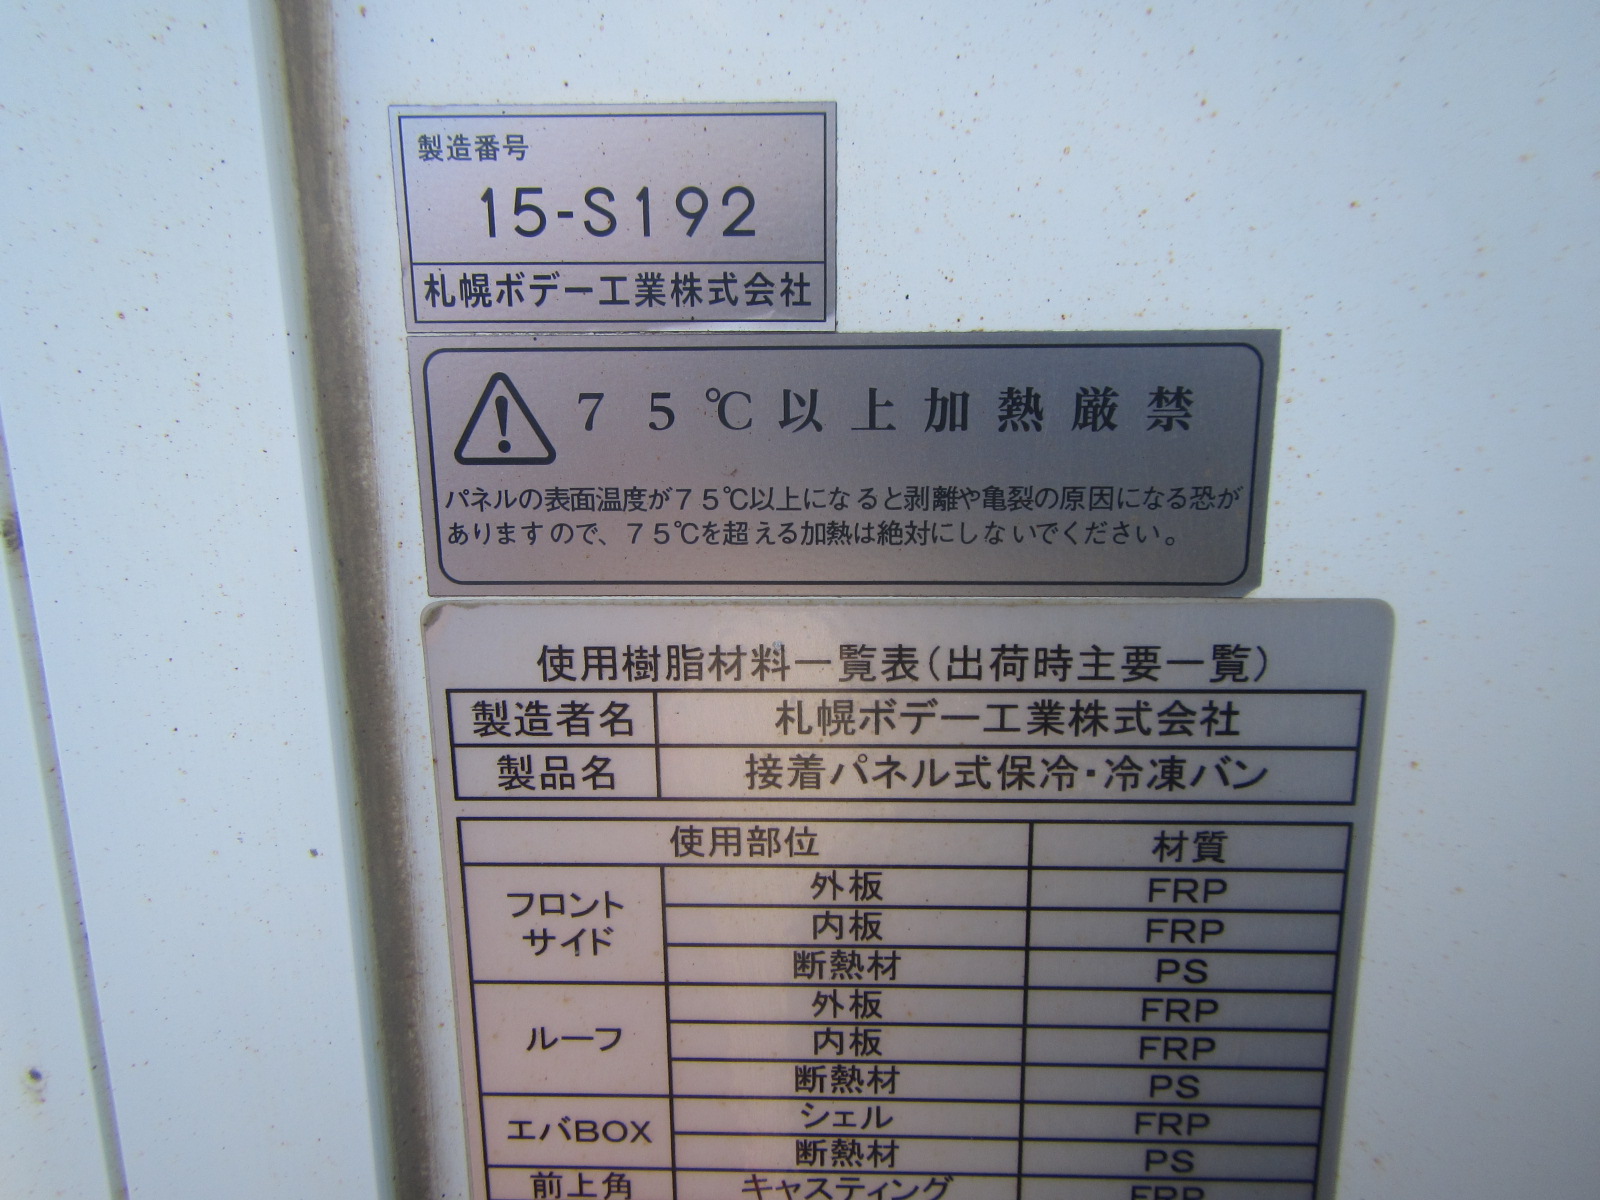 製造番号
15-S192
札幌ボデー工業株式会社
75℃以上加熱厳禁
パネルの表面温度が75℃以上になると剥離や亀裂の原因になる恐が
ありますので、75℃を超える加熱は絶対にしないでください。
使用樹脂材料一覧表(出荷時主要一覧)
製造者名 札幌ボデー工業株式会社
製品名 接着パネル式保冷・冷凍バン
使用部位 材質
フロント
サイド
外板 FRP
内板 FRP
断熱材 PS
ルーフ
外板 FRP
内板 FRP
断熱材 PS
エバBOX
シェル FRP
断熱材 PS
前上角 キャスティング FRP